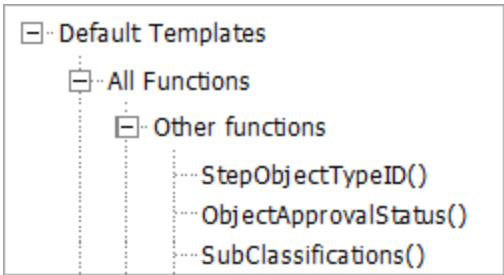 Default Templates
All Functions
Other functions
StepObjectTypeID()
ObjectApprovalStatus()
SubClassifications()